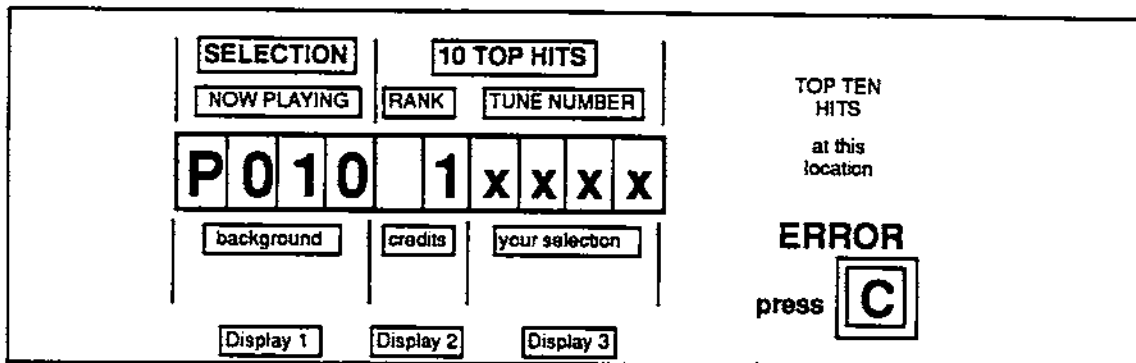 SELECTION 10 TOP HITS
NOW PLAYING RANK TUNE NUMBER
P010 1xxxx
background credits your selection
Display 1 Display 2 Display 3
TOP TEN
HITS
at this
location
ERROR
press C